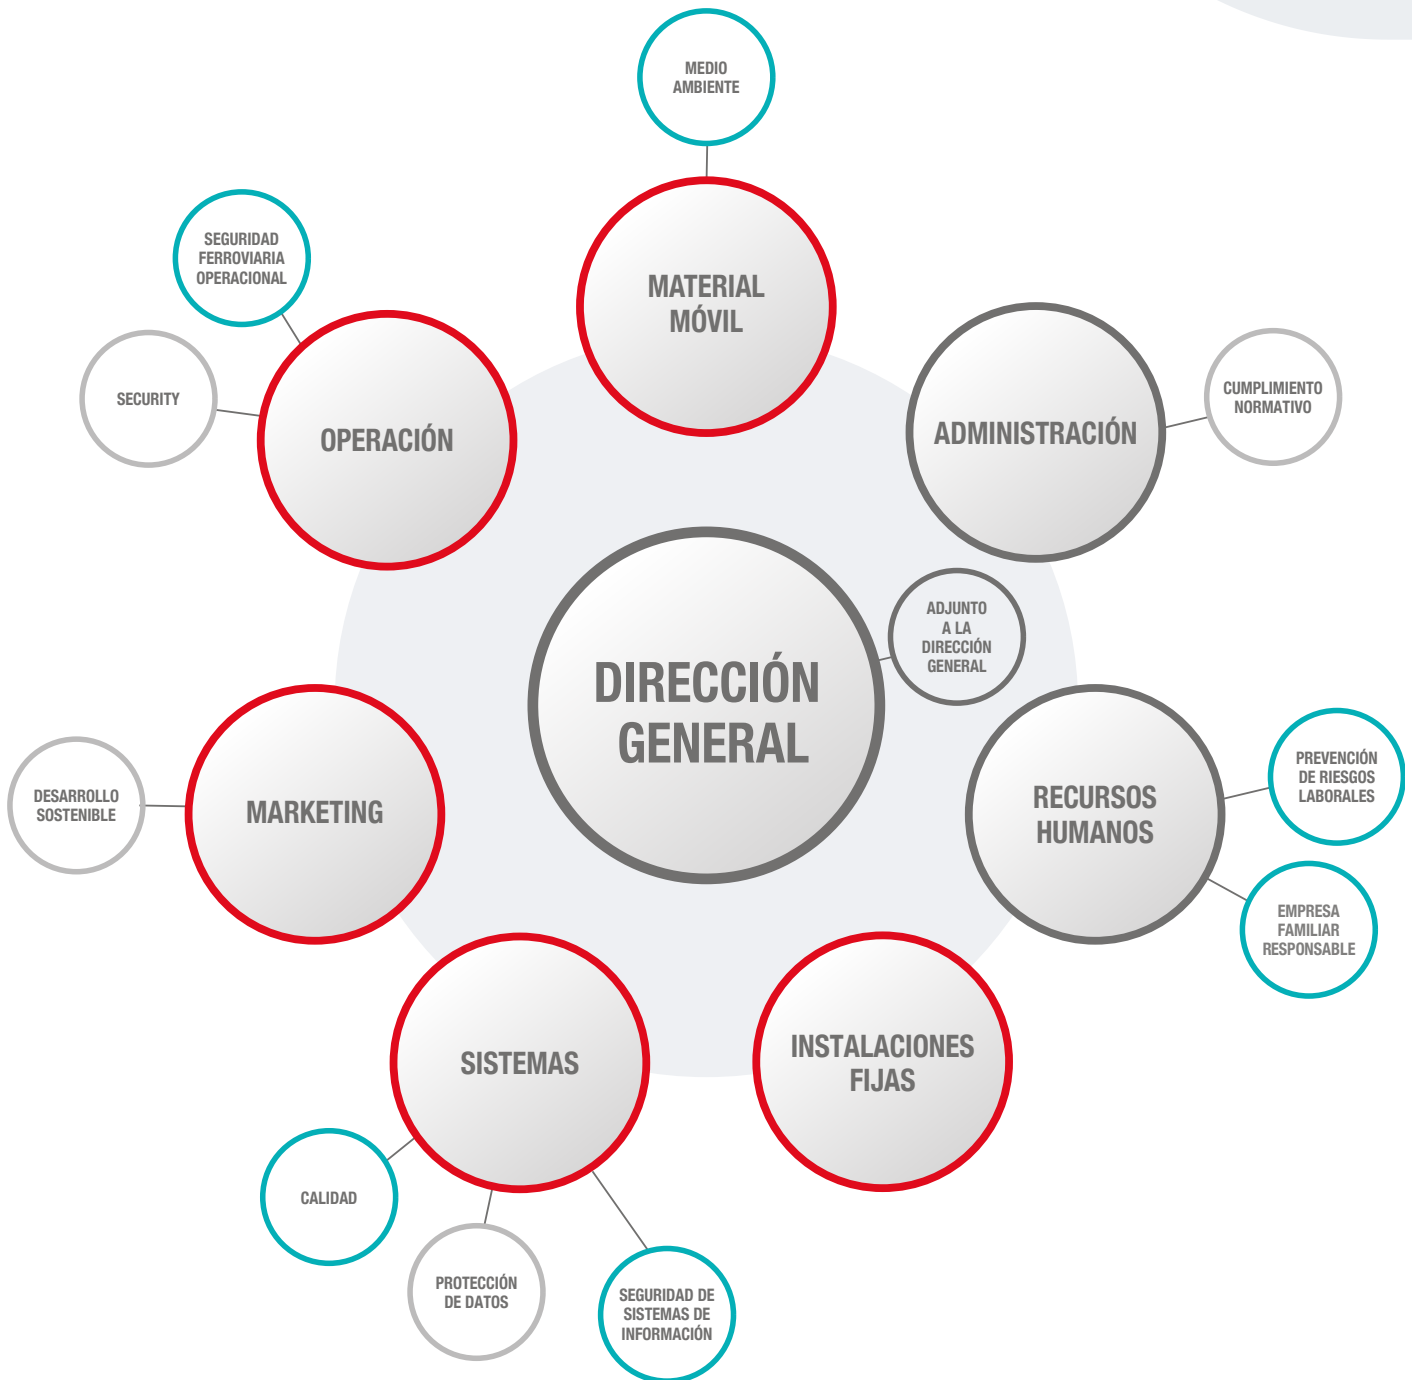 MEDIO
AMBIENTE
SEGURIDAD
FERROVIARIA
OPERACIONAL
MATERIAL
MÓVIL
SECURITY
OPERACIÓN
ADMINISTRACIÓN
CUMPLIMIENTO
NORMATIVO
ADJUNTO
A LA
DIRECCIÓN
GENERAL
DIRECCIÓN
GENERAL
DESARROLLO
SOSTENIBLE
MARKETING
RECURSOS
HUMANOS
PREVENCIÓN
DE RIESGOS
LABORALES
EMPRESA
FAMILIAR
RESPONSABLE
SISTEMAS
INSTALACIONES
FIJAS
CALIDAD
PROTECCIÓN
DE DATOS
SEGURIDAD DE
SISTEMAS DE
INFORMACIÓN